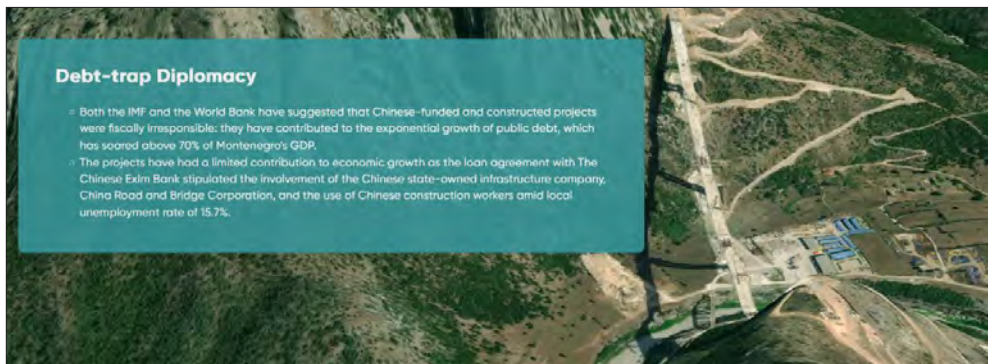 Debt-trap Diplomacy
Both the IMF and the World Bank have suggested that Chinese-funded and constructed projects
were fiscally irresponsible: they have contributed to the exponential growth of public debt, which
has soared above 70% of Montenegro's GDP.
The projects have had a limited contribution to economic growth as the loan agreement with The
Chinese Exim Bank stipulated the involvement of the Chinese state-owned infrastructure company,
China Road and Bridge Corporation, and the use of Chinese construction workers amid local
unemployment rate of 15.7%.